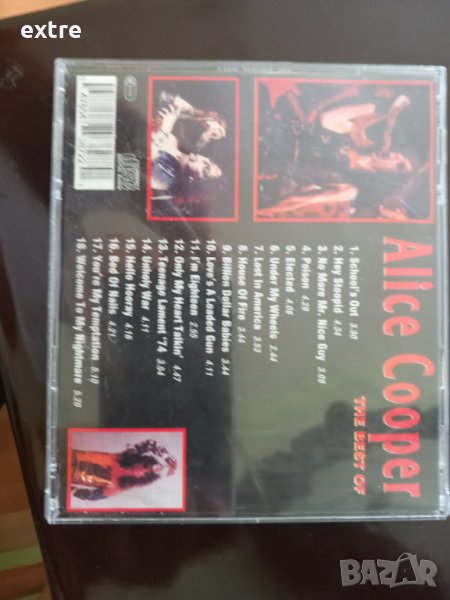 extre
Alice Cooper
THE BEST OF
1. School's Out 3.30
2. Hey Stoopid 4.34
3. No More Mr. Nice Guy 3.08
4. Poison 4.29
5. Elected 4.08
6. Under My Wheels 2.44
7. Lost In America 3.53
8. House Of Fire 3.44
9. Billion Dollar Babies 3.44
10. Love's A Loaded Gun 4.11
11. I'm Eighteen 2.55
12. Only My Heart Talkin' 4.47
13. Teenage Lament '74 3.54
14. Unholy War 4.11
15. Hello Hooray 4.16
16. Bed Of Nails 4.21
17. You're My Temptation 5.10
18. Welcome To My Nightmare 5.20
BAZAR